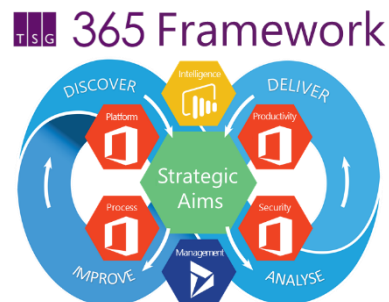 TSG 365 Framework
DISCOVER
Intelligence
DELIVER
Platform
Productivity
Strategic
Aims
Process
Security
IMPROVE
Management
ANALYSE